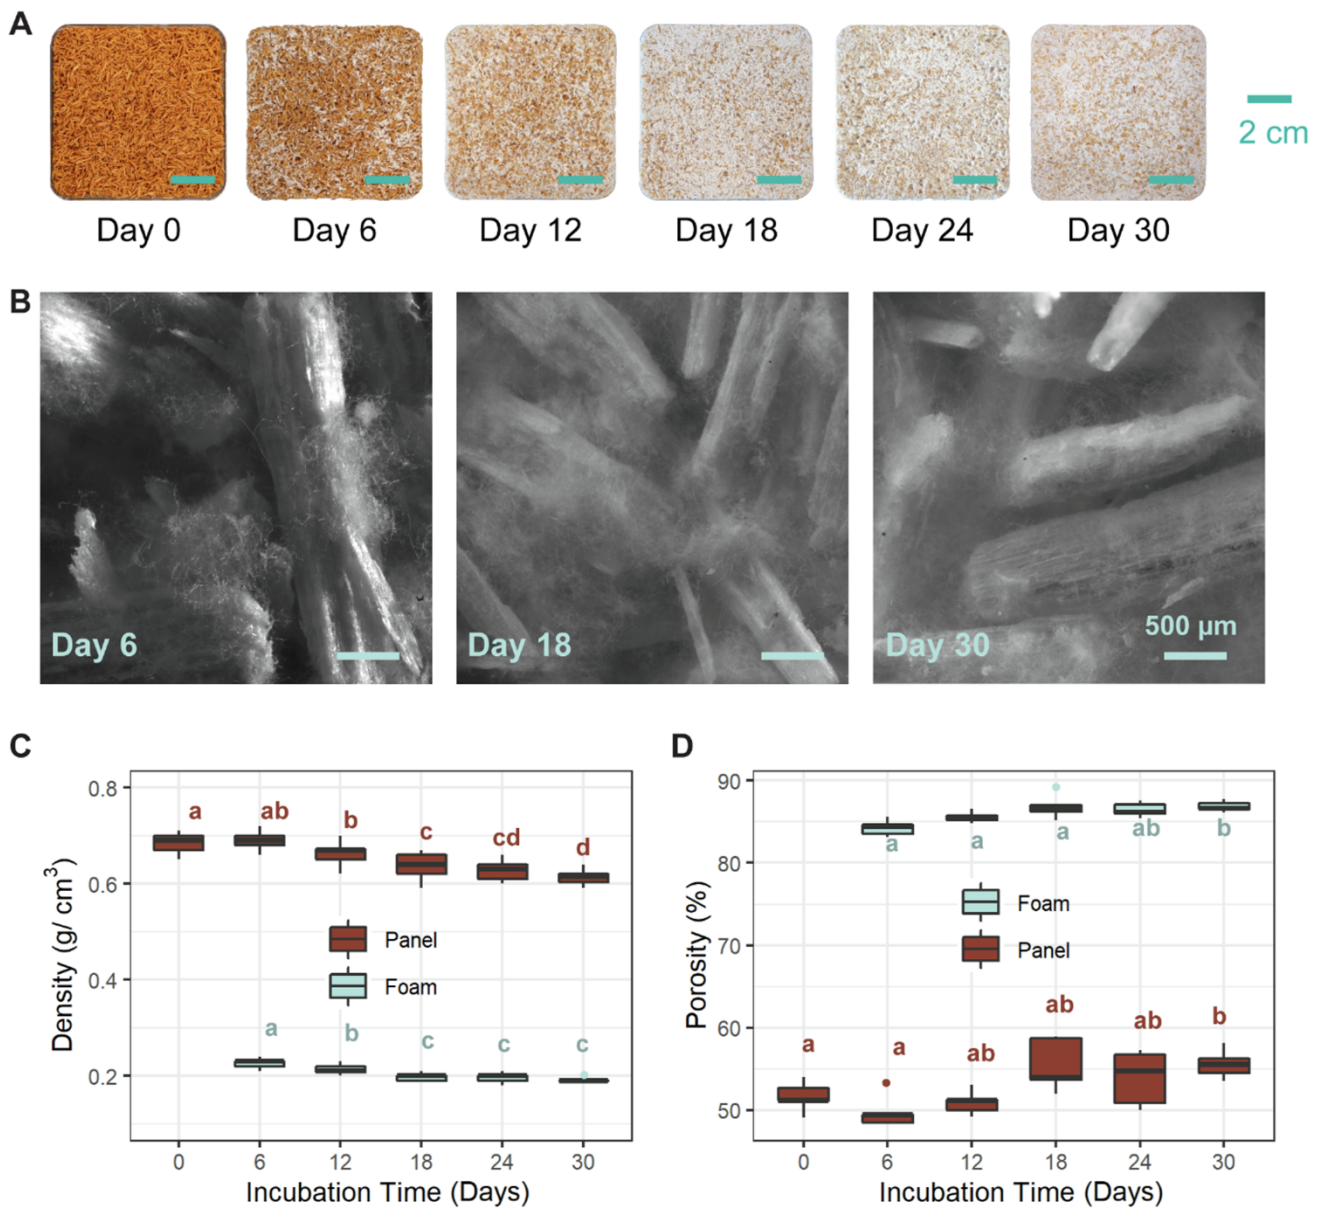 A
2 cm
Day 0
Day 6
Day 12
Day 18
Day 24
Day 30
B
Day 6
Day 18
Day 30
500 µm
C
Density (g/ cm³)
0.8
0.6
0.4
0.2
a
ab
b
c
cd
d
Panel
Foam
a
b
c
c
c
0
6
12
18
24
30
Incubation Time (Days)
D
Porosity (%)
90
80
70
60
50
a
a
a
ab
b
Foam
Panel
a
a
ab
ab
ab
b
0
6
12
18
24
30
Incubation Time (Days)